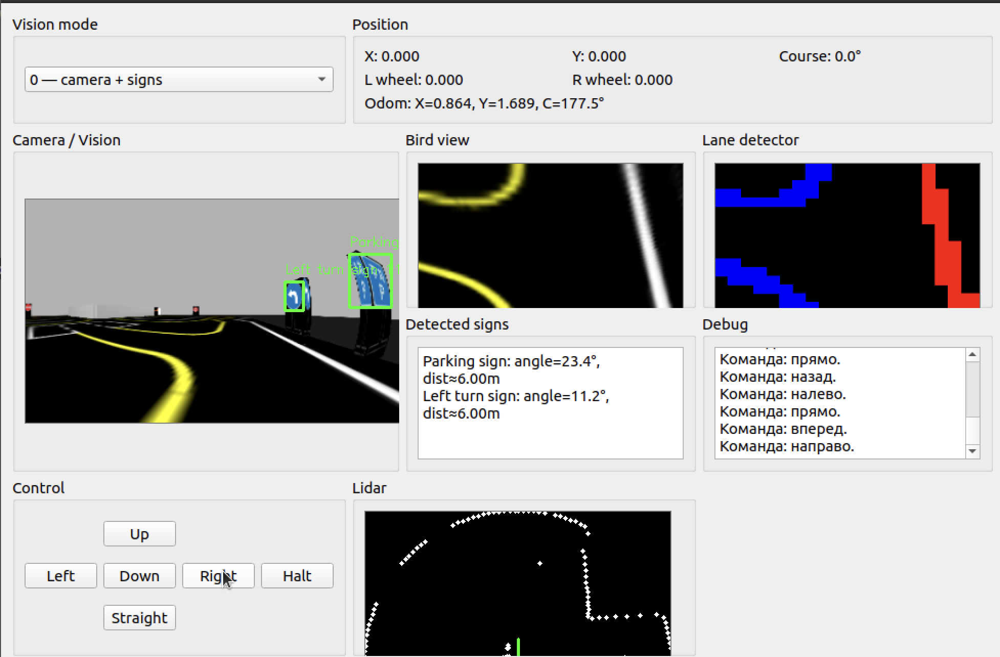 Vision mode
0 — camera + signs
Position
X: 0.000
Y: 0.000
Course: 0.0°
L wheel: 0.000
R wheel: 0.000
Odom: X=0.864, Y=1.689, C=177.5°
Camera / Vision
Parking
Left turn sign
Bird view
Lane detector
Detected signs
Parking sign: angle=23.4°,
dist≈6.00m
Left turn sign: angle=11.2°,
dist≈6.00m
Debug
Команда: прямо.
Команда: назад.
Команда: налево.
Команда: прямо.
Команда: вперед.
Команда: направо.
Control
Up
Left
Down
Right
Halt
Straight
Lidar